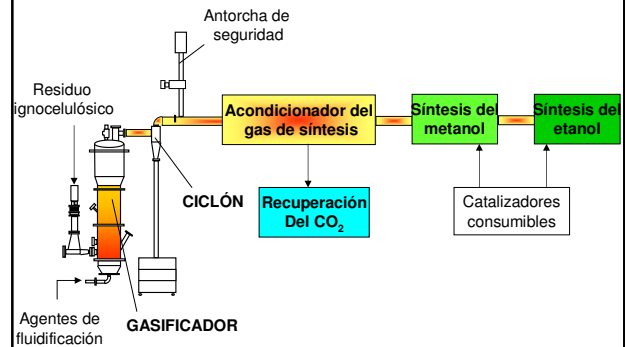 Antorcha de
seguridad
Residuo
ignocelulósico
Acondicionador del
gas de síntesis
Síntesis del
metanol
Síntesis del
etanol
CICLÓN
Recuperación
Del CO₂
Catalizadores
consumibles
Agentes de
fluidificación
GASIFICADOR